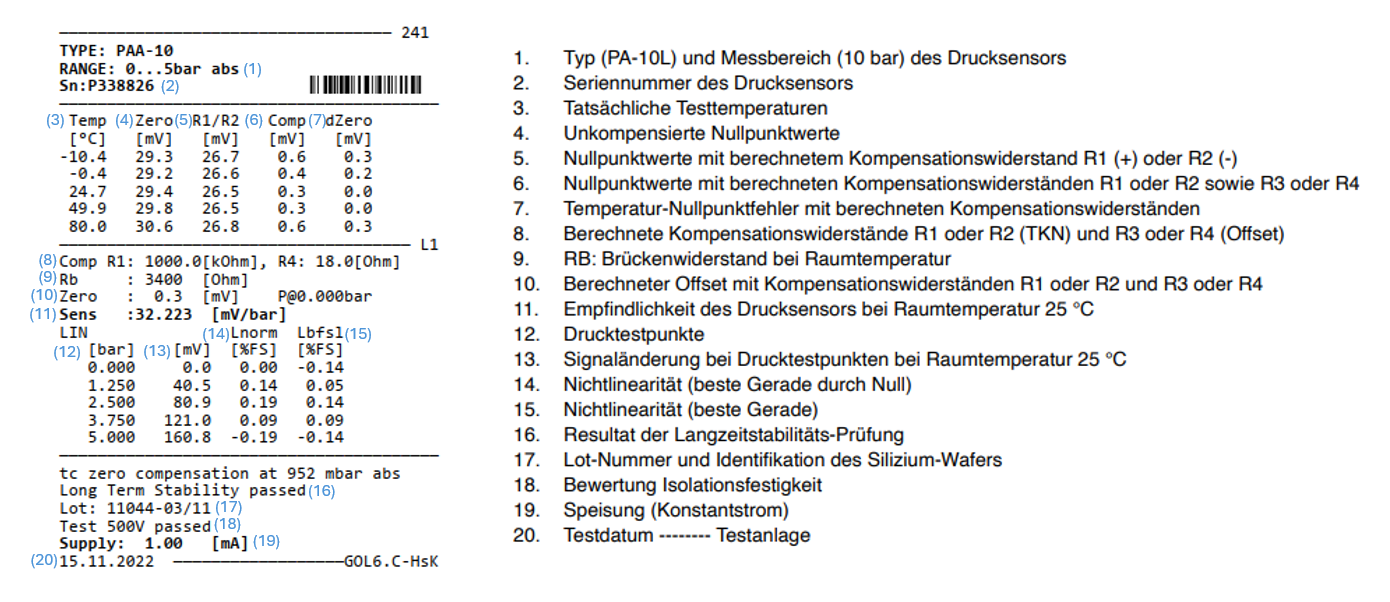 241
TYPE: PAA-10
RANGE: 0...5bar abs (1)
Sn:P338826 (2)
(3) Temp (4) Zero (5) R1/R2 (6) Comp (7) dZero
[°C] [mV] [mV] [mV] [mV]
-10.4 29.3 26.7 0.6 0.3
-0.4 29.2 26.6 0.4 0.2
24.7 29.4 26.5 0.3 0.0
49.9 29.8 26.5 0.3 0.0
80.0 30.6 26.8 0.6 0.3
L1
(8) Comp R1: 1000.0[kOhm], R4: 18.0[Ohm]
(9) Rb : 3400 [Ohm]
(10) Zero : 0.3 [mV] P@0.000bar
(11) Sens :32.223 [mV/bar]
LIN (14) Lnorm Lbfsl (15)
(12) [bar] (13) [mV] [%FS] [%FS]
0.000 0.0 0.00 -0.14
1.250 40.5 0.14 0.05
2.500 80.9 0.19 0.14
3.750 121.0 0.09 0.09
5.000 160.8 -0.19 -0.14
tc zero compensation at 952 mbar abs
Long Term Stability passed (16)
Lot: 11044-03/11 (17)
Test 500V passed (18)
Supply: 1.00 [mA] (19)
(20) 15.11.2022 GOL6.C-HsK
1. Typ (PA-10L) und Messbereich (10 bar) des Drucksensors
2. Seriennummer des Drucksensors
3. Tatsächliche Testtemperaturen
4. Unkompensierte Nullpunktwerte
5. Nullpunktwerte mit berechnetem Kompensationswiderstand R1 (+) oder R2 (-)
6. Nullpunktwerte mit berechneten Kompensationswiderständen R1 oder R2 sowie R3 oder R4
7. Temperatur-Nullpunktfehler mit berechneten Kompensationswiderständen
8. Berechnete Kompensationswiderstände R1 oder R2 (TKN) und R3 oder R4 (Offset)
9. RB: Brückenwiderstand bei Raumtemperatur
10. Berechneter Offset mit Kompensationswiderständen R1 oder R2 und R3 oder R4
11. Empfindlichkeit des Drucksensors bei Raumtemperatur 25 °C
12. Drucktestpunkte
13. Signaländerung bei Drucktestpunkten bei Raumtemperatur 25 °C
14. Nichtlinearität (beste Gerade durch Null)
15. Nichtlinearität (beste Gerade)
16. Resultat der Langzeitstabilitäts-Prüfung
17. Lot-Nummer und Identifikation des Silizium-Wafers
18. Bewertung Isolationsfestigkeit
19. Speisung (Konstantstrom)
20. Testdatum -------- Testanlage